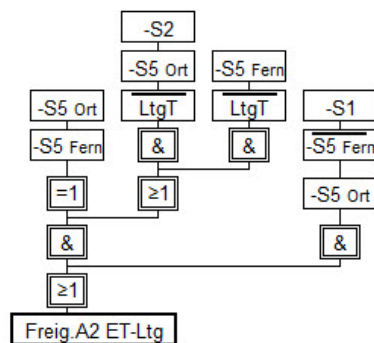 -S2
-S5 Ort -S5 Fern
-S5 Ort LtgT LtgT -S1
-S5 Fern & & -S5 Fern
=1 ≥1 -S5 Ort
& &
≥1
Freig.A2 ET-Ltg